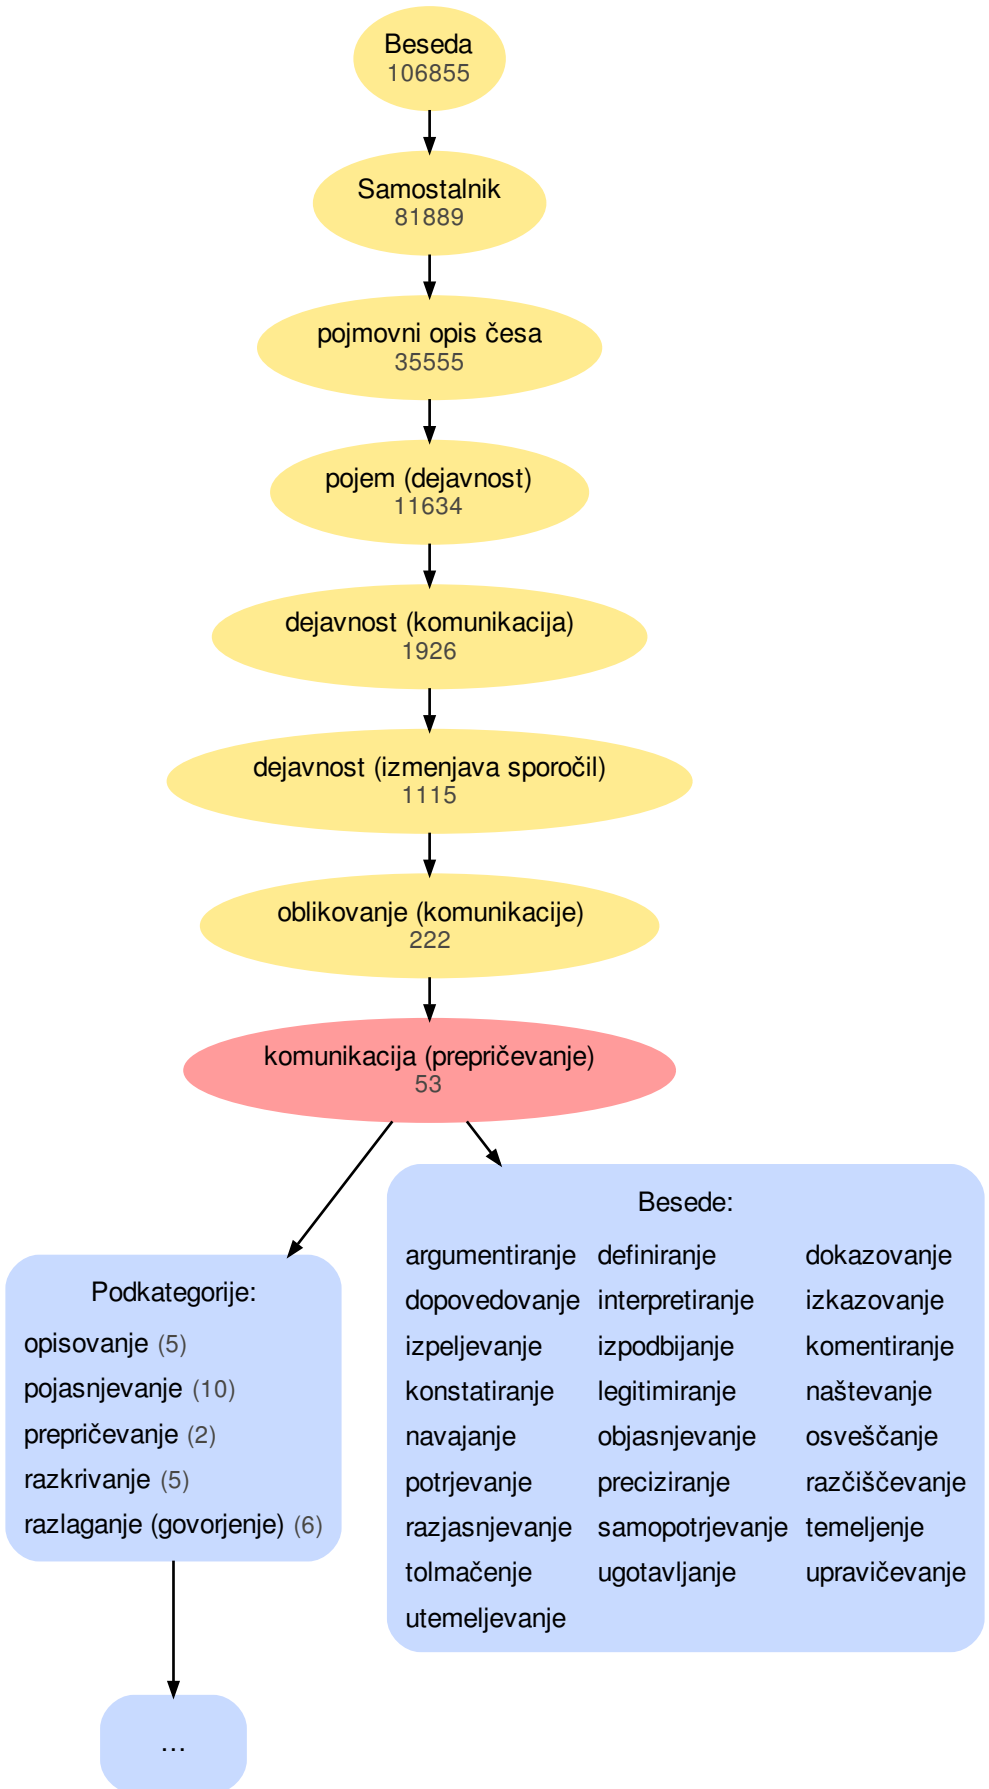 Beseda
106855
Samostalnik
81889
pojmovni opis česa
35555
pojem (dejavnost)
11634
dejavnost (komunikacija)
1926
dejavnost (izmenjava sporočil)
1115
oblikovanje (komunikacije)
222
komunikacija (prepričevanje)
53
Podkategorije:
opisovanje (5)
pojasnjevanje (10)
prepričevanje (2)
razkrivanje (5)
razlaganje (govorjenje) (6)
...
Besede:
argumentiranje definiranje dokazovanje
dopovedovanje interpretiranje izkazovanje
izpeljevanje izpodbijanje komentiranje
konstatiranje legitimiranje naštevanje
navajanje objasnjevanje osveščanje
potrjevanje preciziranje razčiščevanje
razjasnjevanje samopotrjevanje temeljenje
tolmačenje ugotavljanje upravičevanje
utemeljevanje